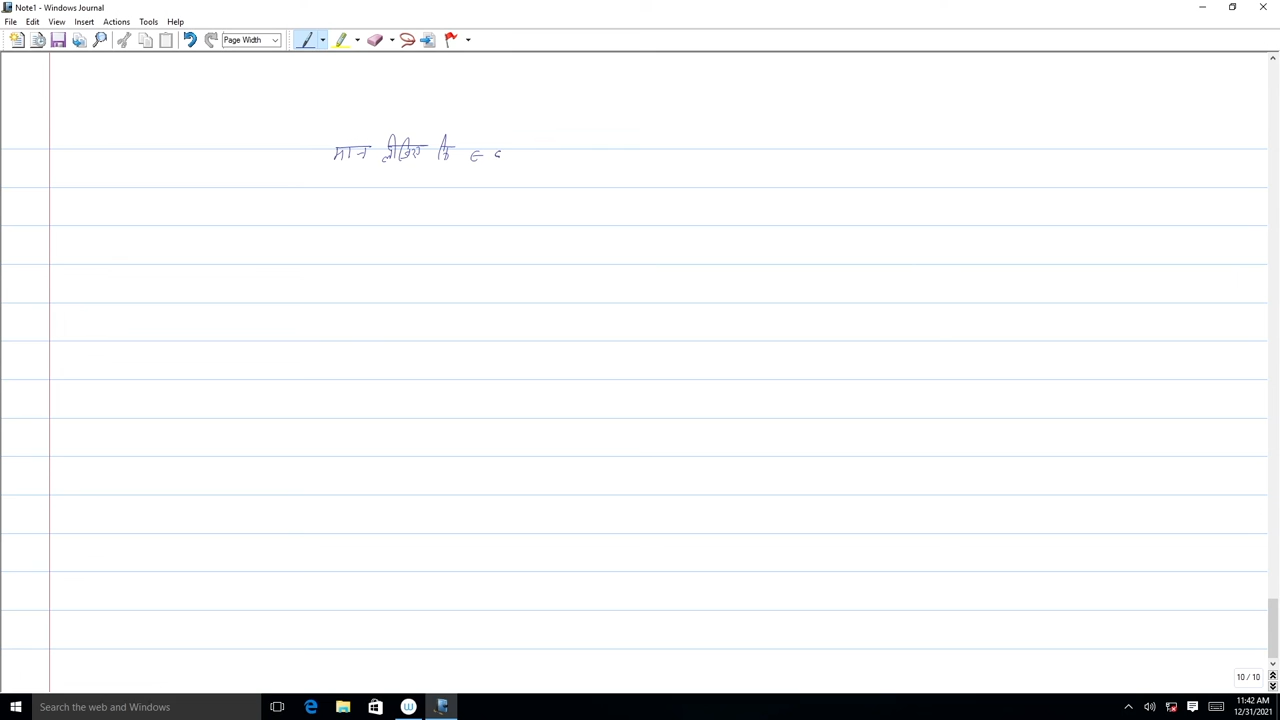 Note1 - Windows Journal
File Edit View Insert Actions Tools Help
Page Width
मान लीजिए कि ∈
10 / 10
Search the web and Windows
11:42 AM
12/31/2021